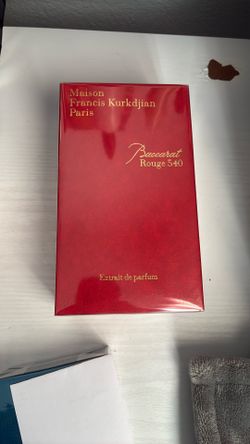 Maison
Francis Kurkdjian
Paris
Baccarat
Rouge 540
Extrait de parfum